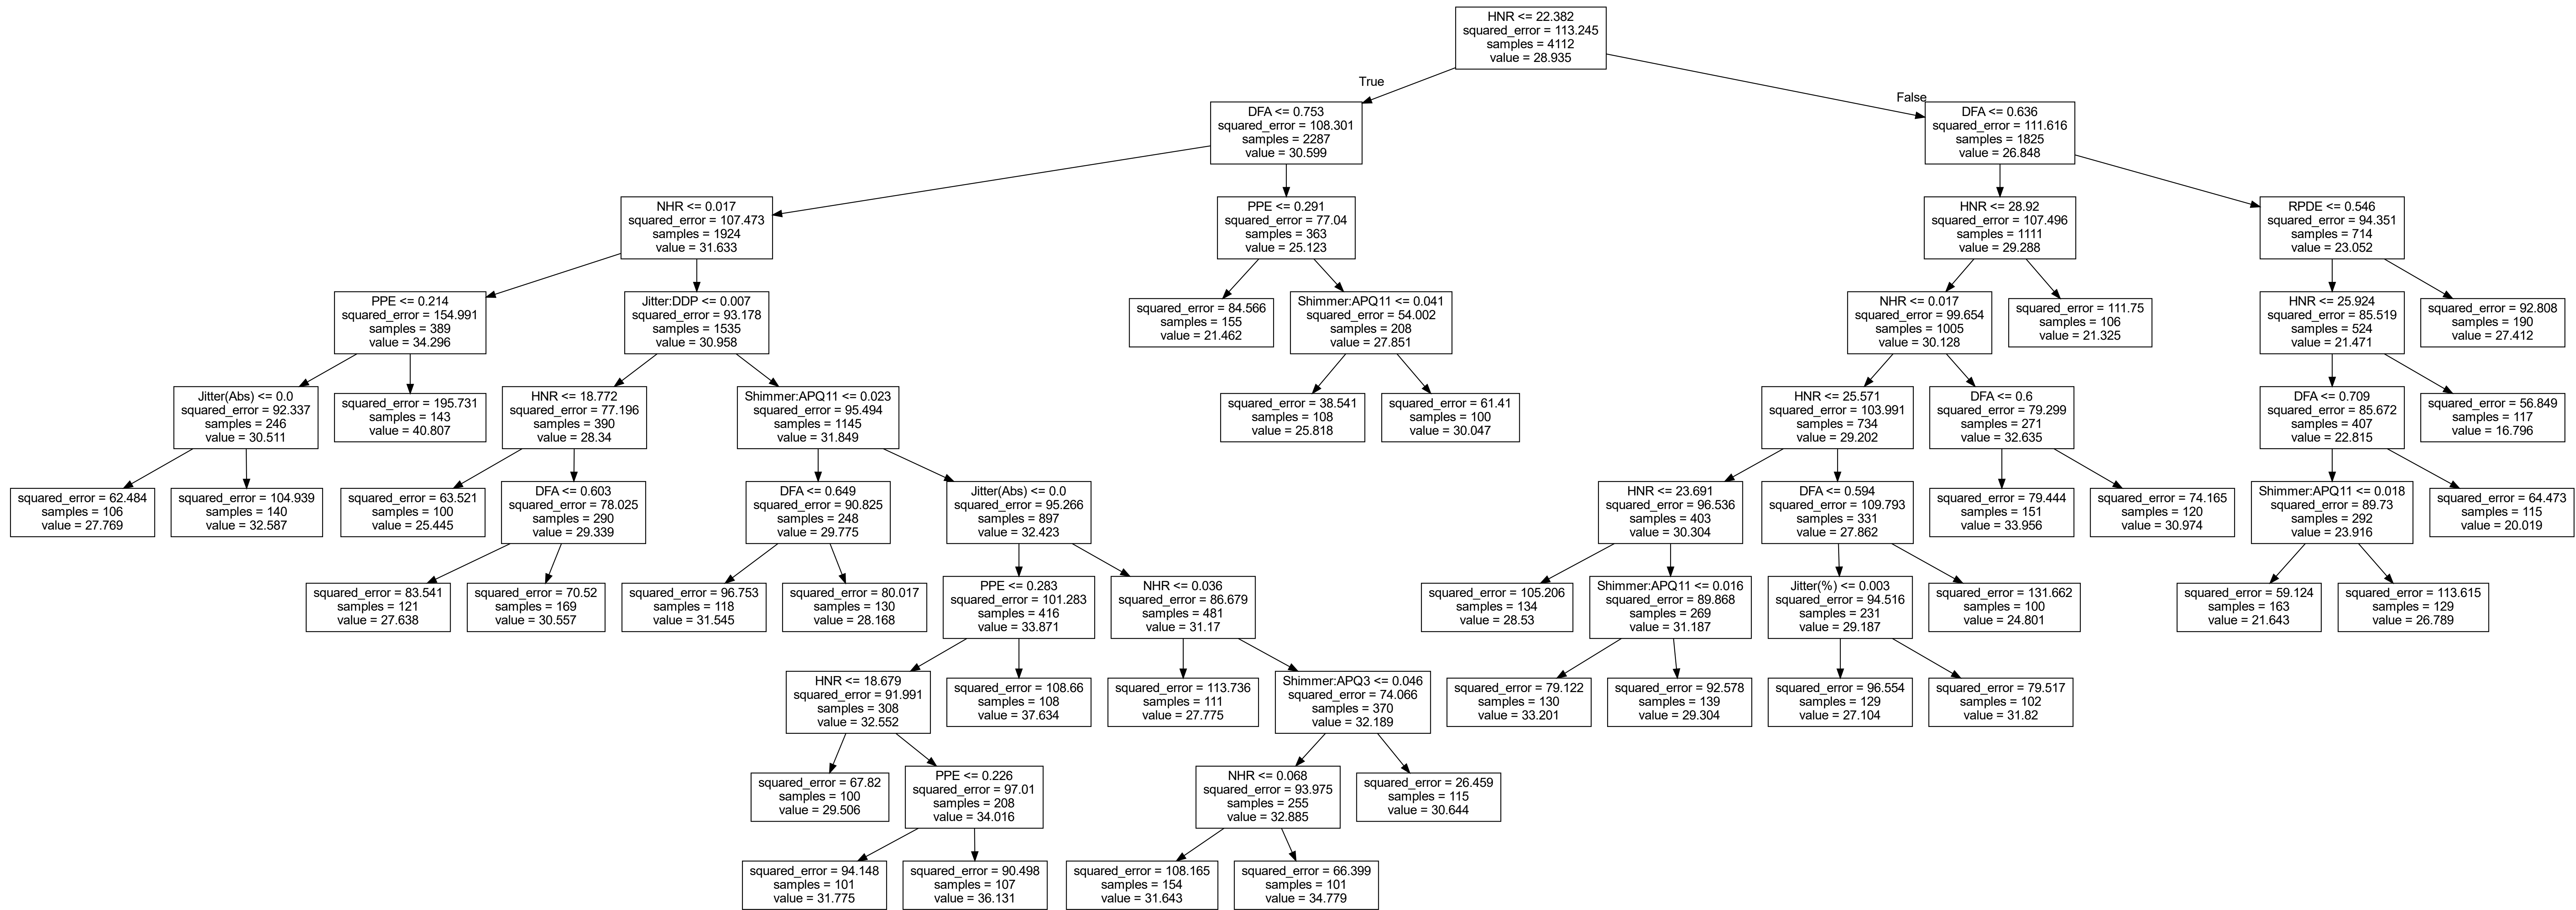 HNR <= 22.382
squared_error = 113.245
samples = 4112
value = 28.935
True
False
DFA <= 0.753
squared_error = 108.301
samples = 2287
value = 30.599
DFA <= 0.636
squared_error = 111.616
samples = 1825
value = 26.848
NHR <= 0.017
squared_error = 107.473
samples = 1924
value = 31.633
PPE <= 0.291
squared_error = 77.04
samples = 363
value = 25.123
HNR <= 28.92
squared_error = 107.496
samples = 1111
value = 29.288
RPDE <= 0.546
squared_error = 94.351
samples = 714
value = 23.052
PPE <= 0.214
squared_error = 154.991
samples = 389
value = 34.296
Jitter:DDP <= 0.007
squared_error = 93.178
samples = 1535
value = 30.958
squared_error = 84.566
samples = 155
value = 21.462
Shimmer:APQ11 <= 0.041
squared_error = 54.002
samples = 208
value = 27.851
NHR <= 0.017
squared_error = 99.654
samples = 1005
value = 30.128
squared_error = 111.75
samples = 106
value = 21.325
HNR <= 25.924
squared_error = 85.519
samples = 524
value = 21.471
squared_error = 92.808
samples = 190
value = 27.412
Jitter(Abs) <= 0.0
squared_error = 92.337
samples = 246
value = 30.511
squared_error = 195.731
samples = 143
value = 40.807
HNR <= 18.772
squared_error = 77.196
samples = 390
value = 28.34
Shimmer:APQ11 <= 0.023
squared_error = 95.494
samples = 1145
value = 31.849
squared_error = 38.541
samples = 108
value = 25.818
squared_error = 61.41
samples = 100
value = 30.047
HNR <= 25.571
squared_error = 103.991
samples = 734
value = 29.202
DFA <= 0.6
squared_error = 79.299
samples = 271
value = 32.635
DFA <= 0.709
squared_error = 85.672
samples = 407
value = 22.815
squared_error = 56.849
samples = 117
value = 16.796
squared_error = 62.484
samples = 106
value = 27.769
squared_error = 104.939
samples = 140
value = 32.587
squared_error = 63.521
samples = 100
value = 25.445
DFA <= 0.603
squared_error = 78.025
samples = 290
value = 29.339
DFA <= 0.649
squared_error = 90.825
samples = 248
value = 29.775
Jitter(Abs) <= 0.0
squared_error = 95.266
samples = 897
value = 32.423
HNR <= 23.691
squared_error = 96.536
samples = 403
value = 30.304
DFA <= 0.594
squared_error = 109.793
samples = 331
value = 27.862
squared_error = 79.444
samples = 151
value = 33.956
squared_error = 74.165
samples = 120
value = 30.974
Shimmer:APQ11 <= 0.018
squared_error = 89.73
samples = 292
value = 23.916
squared_error = 64.473
samples = 115
value = 20.019
squared_error = 83.541
samples = 121
value = 27.638
squared_error = 70.52
samples = 169
value = 30.557
squared_error = 96.753
samples = 118
value = 31.545
squared_error = 80.017
samples = 130
value = 28.168
PPE <= 0.283
squared_error = 101.283
samples = 416
value = 33.871
NHR <= 0.036
squared_error = 86.679
samples = 481
value = 31.17
squared_error = 105.206
samples = 134
value = 28.53
Shimmer:APQ11 <= 0.016
squared_error = 89.868
samples = 269
value = 31.187
Jitter(%) <= 0.003
squared_error = 94.516
samples = 231
value = 29.187
squared_error = 131.662
samples = 100
value = 24.801
squared_error = 59.124
samples = 163
value = 21.643
squared_error = 113.615
samples = 129
value = 26.789
HNR <= 18.679
squared_error = 91.991
samples = 308
value = 32.552
squared_error = 108.66
samples = 108
value = 37.634
squared_error = 113.736
samples = 111
value = 27.775
Shimmer:APQ3 <= 0.046
squared_error = 74.066
samples = 370
value = 32.189
squared_error = 79.122
samples = 130
value = 33.201
squared_error = 92.578
samples = 139
value = 29.304
squared_error = 96.554
samples = 129
value = 27.104
squared_error = 79.517
samples = 102
value = 31.82
squared_error = 67.82
samples = 100
value = 29.506
PPE <= 0.226
squared_error = 97.01
samples = 208
value = 34.016
NHR <= 0.068
squared_error = 93.975
samples = 255
value = 32.885
squared_error = 26.459
samples = 115
value = 30.644
squared_error = 94.148
samples = 101
value = 31.775
squared_error = 90.498
samples = 107
value = 36.131
squared_error = 108.165
samples = 154
value = 31.643
squared_error = 66.399
samples = 101
value = 34.779